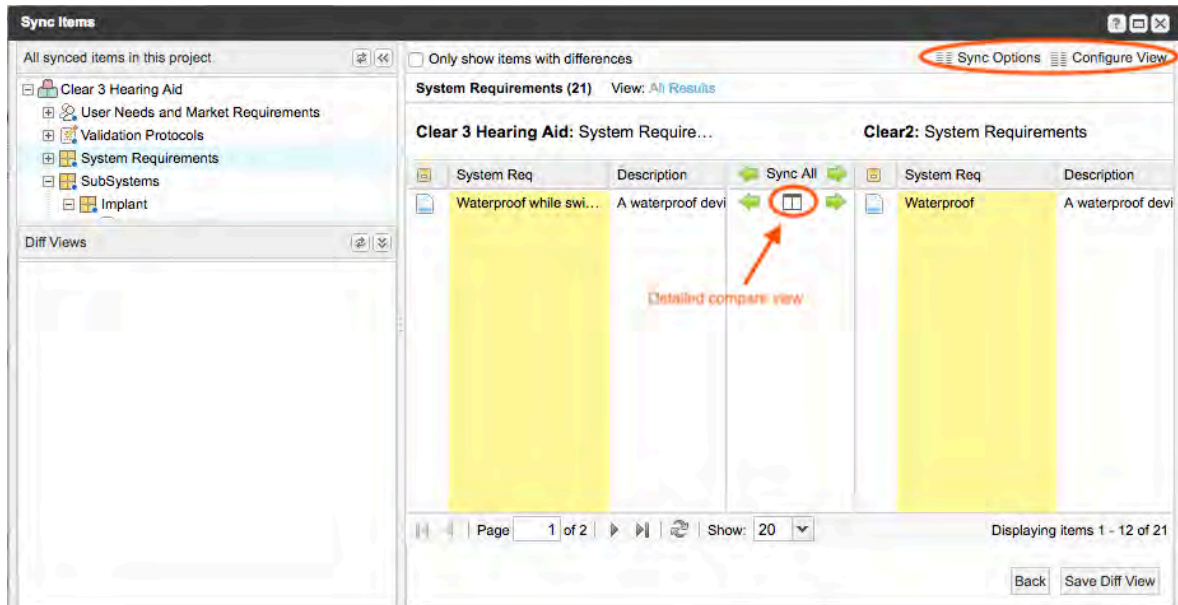 Sync Items
All synced items in this project
Only show items with differences
Sync Options Configure View
Clear 3 Hearing Aid
System Requirements (21) View: All Results
User Needs and Market Requirements
Validation Protocols
Clear 3 Hearing Aid: System Require...
Clear2: System Requirements
System Requirements
SubSystems
System Req Description Sync All System Req Description
Implant
Waterproof while swi... A waterproof devi Waterproof A waterproof devi
Diff Views
Detailed compare view
Page 1 of 2 Show: 20 Displaying items 1 - 12 of 21
Back Save Diff View